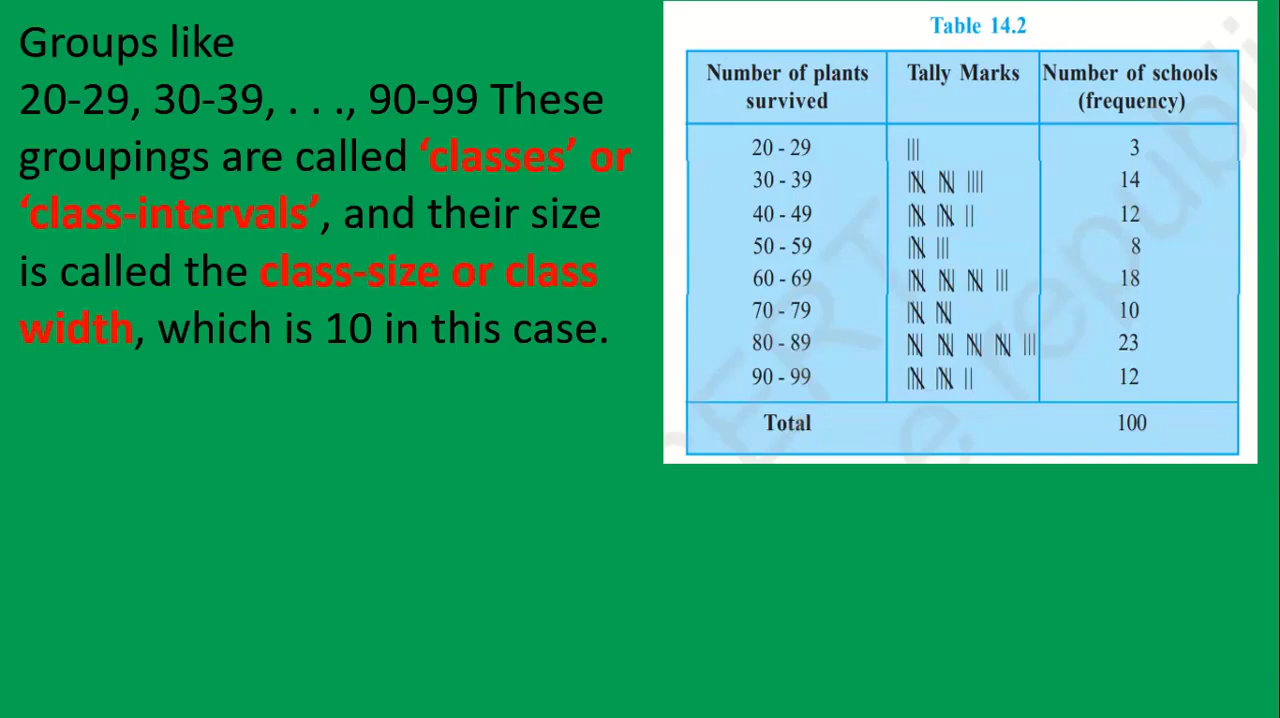 Groups like
20-29, 30-39, . . ., 90-99 These
groupings are called ‘classes’ or
‘class-intervals’, and their size
is called the class-size or class
width, which is 10 in this case.
Table 14.2
Number of plants survived Tally Marks Number of schools (frequency)
20 - 29 3
30 - 39 14
40 - 49 12
50 - 59 8
60 - 69 18
70 - 79 10
80 - 89 23
90 - 99 12
Total 100